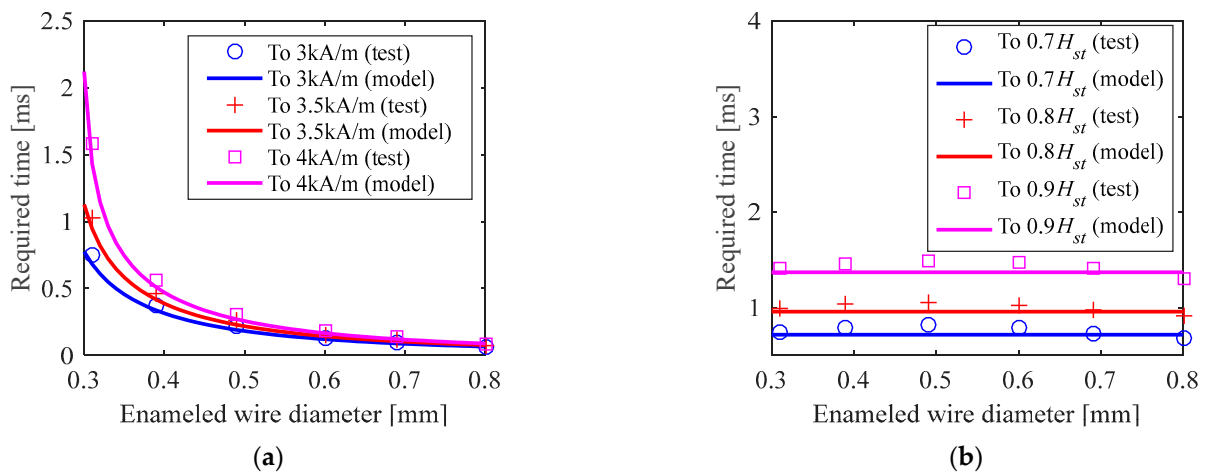 2.5
2
1.5
1
0.5
0
0.3 0.4 0.5 0.6 0.7 0.8
Required time [ms]
Enameled wire diameter [mm]
To 3kA/m (test)
To 3kA/m (model)
To 3.5kA/m (test)
To 3.5kA/m (model)
To 4kA/m (test)
To 4kA/m (model)
(a)
4
3
2
1
0.3 0.4 0.5 0.6 0.7 0.8
Required time [ms]
Enameled wire diameter [mm]
To 0.7Hst (test)
To 0.7Hst (model)
To 0.8Hst (test)
To 0.8Hst (model)
To 0.9Hst (test)
To 0.9Hst (model)
(b)